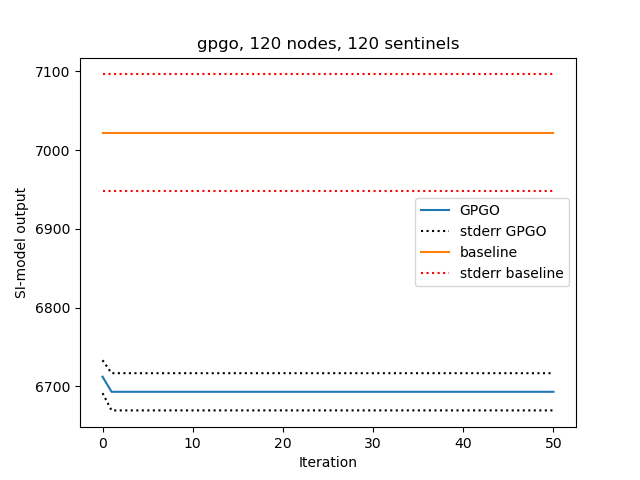 gpgo, 120 nodes, 120 sentinels
7100
7000
6900
6800
6700
SI-model output
GPGO
stderr GPGO
baseline
stderr baseline
0 10 20 30 40 50
Iteration